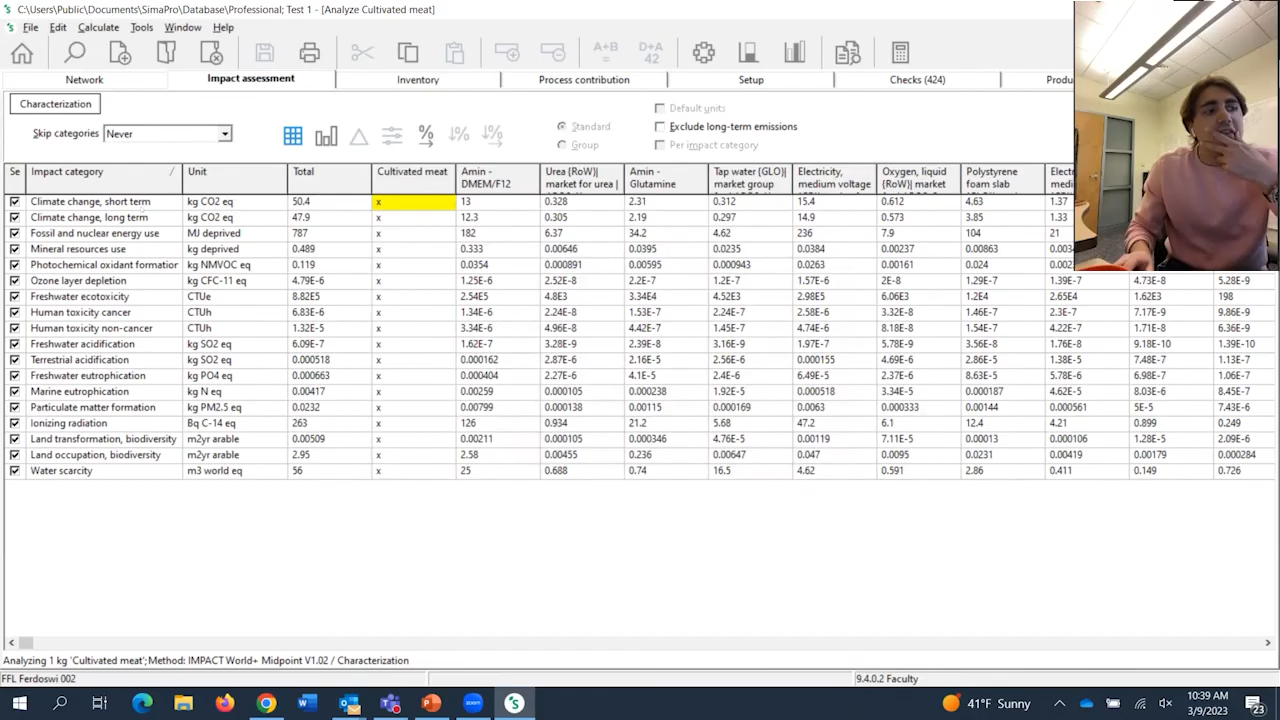 C:\Users\Public\Documents\SimaPro\Database\Professional; Test 1 - [Analyze Cultivated meat]
File Edit Calculate Tools Window Help
A+B D+A
42
Network Impact assessment Inventory Process contribution Setup Checks (424) Produ
Characterization
Skip categories Never
Default units
Standard Exclude long-term emissions
Group Per impact category
Se Impact category / Unit Total Cultivated meat Amin - DMEM/F12 Urea {RoW}| market for urea | Amin - Glutamine Tap water {GLO}| market group Electricity, medium voltage Oxygen, liquid {RoW}| market Polystyrene foam slab Electr medi
Climate change, short term kg CO2 eq 50.4 x 13 0.328 2.31 0.312 15.4 0.612 4.63 1.37
Climate change, long term kg CO2 eq 47.9 x 12.3 0.305 2.19 0.297 14.9 0.573 3.85 1.33
Fossil and nuclear energy use MJ deprived 787 x 182 6.37 34.2 4.62 236 7.9 104 21
Mineral resources use kg deprived 0.489 x 0.333 0.00646 0.0395 0.0235 0.0384 0.00237 0.00863 0.003
Photochemical oxidant formation kg NMVOC eq 0.119 x 0.0354 0.000891 0.00595 0.000943 0.0263 0.00161 0.024 0.002
Ozone layer depletion kg CFC-11 eq 4.79E-6 x 1.25E-6 2.52E-8 2.2E-7 1.2E-7 1.57E-6 2E-8 1.29E-7 1.39E-7 4.73E-8 5.28E-9
Freshwater ecotoxicity CTUe 8.82E5 x 2.54E5 4.8E3 3.34E4 4.52E3 2.98E5 6.06E3 1.2E4 2.65E4 1.62E3 198
Human toxicity cancer CTUh 6.83E-6 x 1.34E-6 2.24E-8 1.53E-7 2.24E-7 2.58E-6 3.32E-8 1.46E-7 2.3E-7 7.17E-9 9.86E-9
Human toxicity non-cancer CTUh 1.32E-5 x 3.34E-6 4.96E-8 4.42E-7 1.45E-7 4.74E-6 8.18E-8 1.54E-7 4.22E-7 1.71E-8 6.36E-9
Freshwater acidification kg SO2 eq 6.09E-7 x 1.62E-7 3.28E-9 2.39E-8 3.16E-9 1.97E-7 5.78E-9 3.56E-8 1.76E-8 9.18E-10 1.39E-10
Terrestrial acidification kg SO2 eq 0.000518 x 0.000162 2.87E-6 2.16E-5 2.56E-6 0.000155 4.69E-6 2.86E-5 1.38E-5 7.48E-7 1.13E-7
Freshwater eutrophication kg PO4 eq 0.000663 x 0.000404 2.27E-6 4.1E-5 2.4E-6 6.49E-5 2.37E-6 8.63E-5 5.78E-6 6.98E-7 1.06E-7
Marine eutrophication kg N eq 0.00417 x 0.00259 0.000105 0.000238 1.92E-5 0.000518 3.34E-5 0.000187 4.62E-5 8.03E-6 8.45E-7
Particulate matter formation kg PM2.5 eq 0.0232 x 0.00799 0.000138 0.00115 0.000169 0.0063 0.000333 0.00144 0.000561 5E-5 7.43E-6
Ionizing radiation Bq C-14 eq 263 x 126 0.934 21.2 5.68 47.2 6.1 12.4 4.21 0.899 0.249
Land transformation, biodiversity m2yr arable 0.00509 x 0.00211 0.000105 0.000346 4.76E-5 0.00119 7.11E-5 0.00013 0.000106 1.28E-5 2.09E-6
Land occupation, biodiversity m2yr arable 2.95 x 2.58 0.00455 0.236 0.00647 0.047 0.0095 0.0231 0.00419 0.00179 0.000284
Water scarcity m3 world eq 56 x 25 0.688 0.74 16.5 4.62 0.591 2.86 0.411 0.149 0.726
Analyzing 1 kg 'Cultivated meat'; Method: IMPACT World+ Midpoint V1.02 / Characterization
FFL Ferdoswi 002 9.4.0.2 Faculty
41°F Sunny 10:39 AM
3/9/2023 23